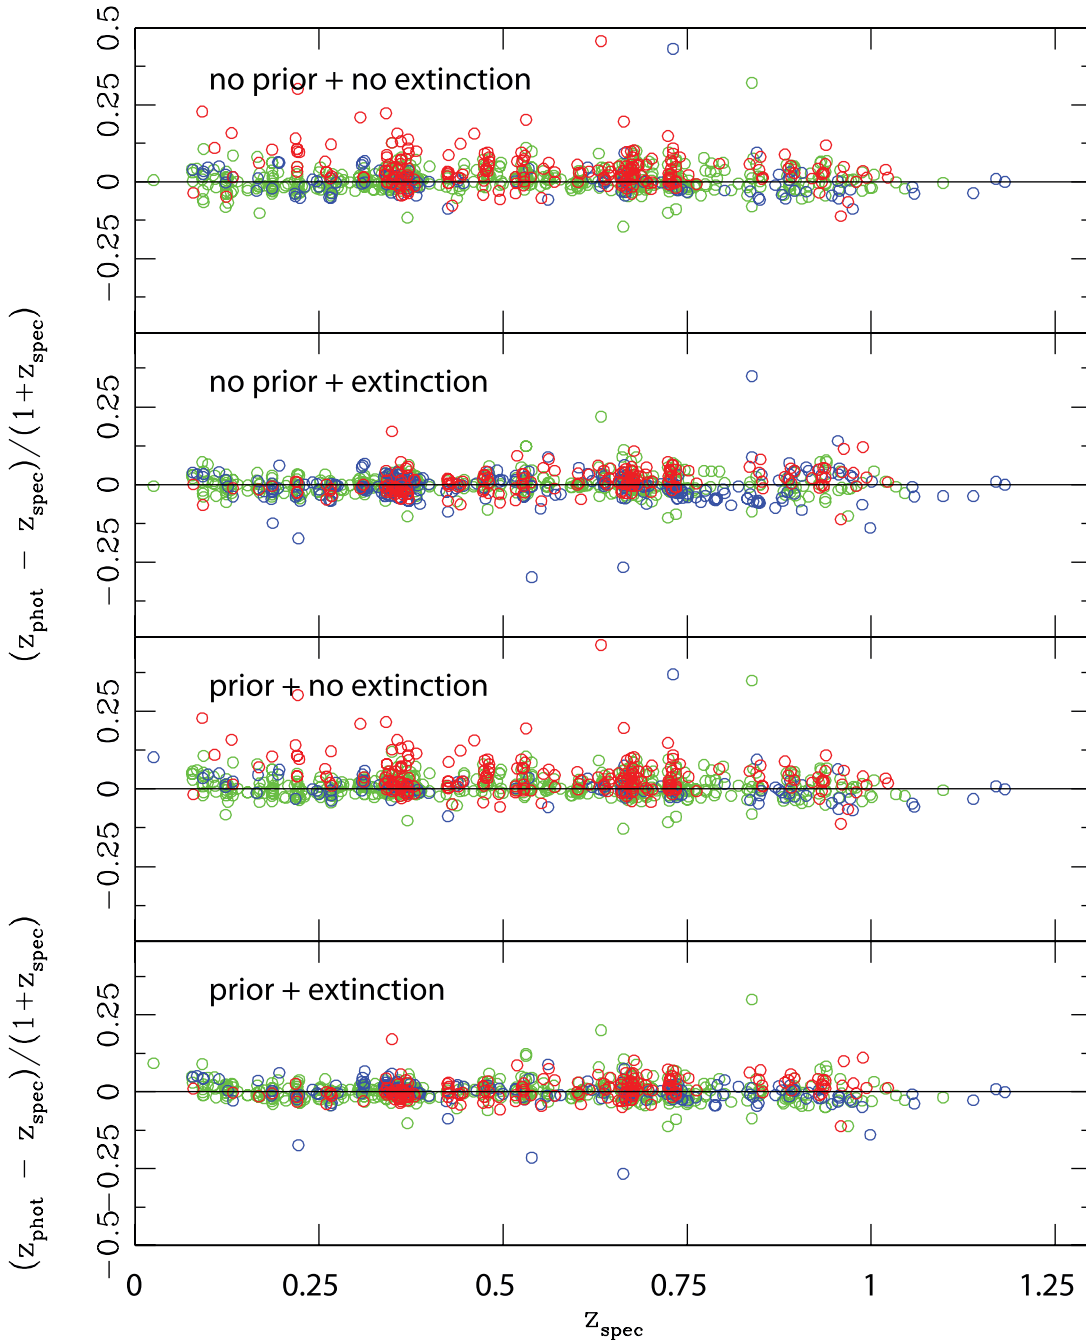 0.5
no prior + no extinction
0.25
0
−0.25
no prior + extinction
0.25
0
−0.25
(z_phot − z_spec)/(1+z_spec)
prior + no extinction
0.25
0
−0.25
prior + extinction
0.25
0
−0.25
−0.5
(z_phot − z_spec)/(1+z_spec)
0 0.25 0.5 0.75 1 1.25
z_spec